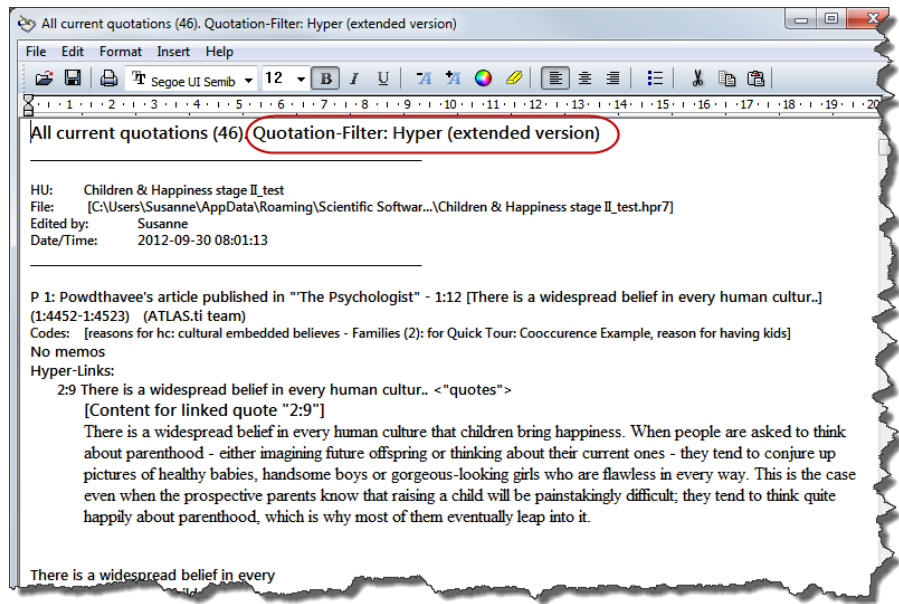 All current quotations (46). Quotation-Filter: Hyper (extended version)
File Edit Format Insert Help
Segoe UI Semib 12 B I U
1 2 3 4 5 6 7 8 9 10 11 12 13 14 15 16 17 18 19 20
All current quotations (46). Quotation-Filter: Hyper (extended version)
HU: Children & Happiness stage II_test
File: [C:\Users\Susanne\AppData\Roaming\Scientific Softwar...\Children & Happiness stage II_test.hpr7]
Edited by: Susanne
Date/Time: 2012-09-30 08:01:13
P 1: Powdthavee's article published in "'The Psychologist" - 1:12 [There is a widespread belief in every human cultur..]
(1:4452-1:4523) (ATLAS.ti team)
Codes: [reasons for hc: cultural embedded believes - Families (2): for Quick Tour: Cooccurence Example, reason for having kids]
No memos
Hyper-Links:
2:9 There is a widespread belief in every human cultur.. <"quotes">
[Content for linked quote "2:9"]
There is a widespread belief in every human culture that children bring happiness. When people are asked to think
about parenthood - either imagining future offspring or thinking about their current ones - they tend to conjure up
pictures of healthy babies, handsome boys or gorgeous-looking girls who are flawless in every way. This is the case
even when the prospective parents know that raising a child will be painstakingly difficult; they tend to think quite
happily about parenthood, which is why most of them eventually leap into it.
There is a widespread belief in every